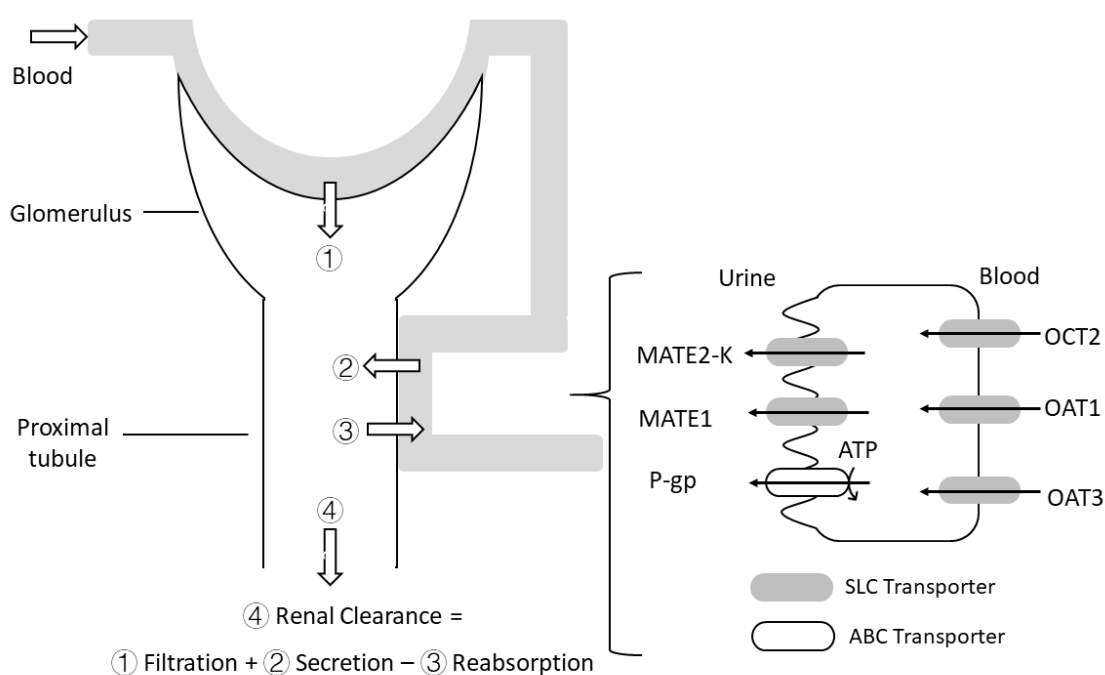 Blood
Glomerulus
①
②
③
Proximal
tubule
④
④ Renal Clearance =
① Filtration + ② Secretion – ③ Reabsorption
Urine
Blood
MATE2-K
OCT2
MATE1
OAT1
ATP
P-gp
OAT3
SLC Transporter
ABC Transporter